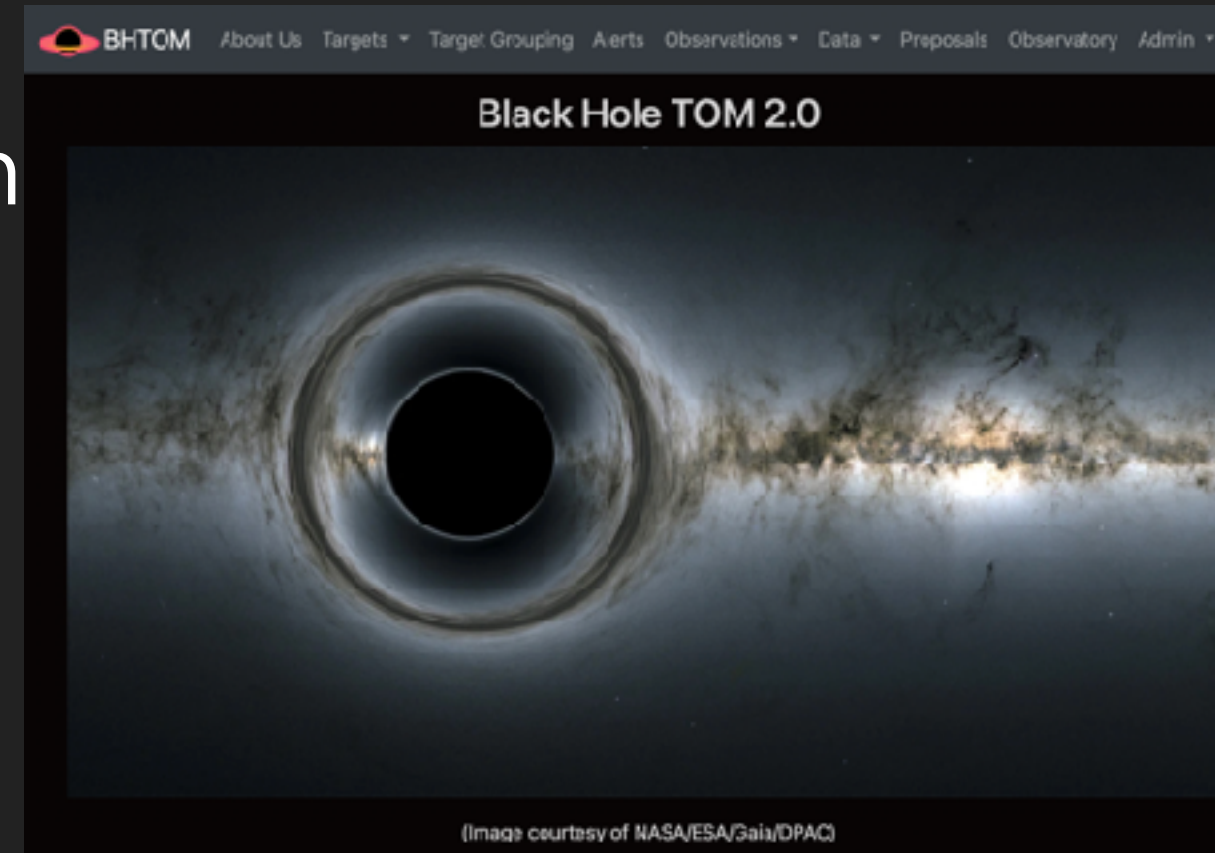 BHTOM About Us Targets Target Grouping Alerts Observations Data Proposals Observatory Admin
Black Hole TOM 2.0
n
(Image courtesy of NASA/ESA/Gaia/DPAC)